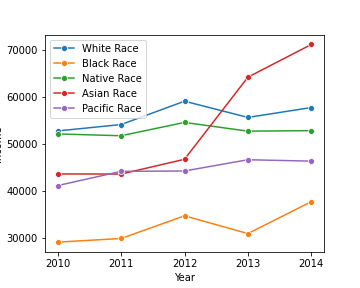 70000
60000
50000
40000
30000
White Race
Black Race
Native Race
Asian Race
Pacific Race
2010 2011 2012 2013 2014
Year